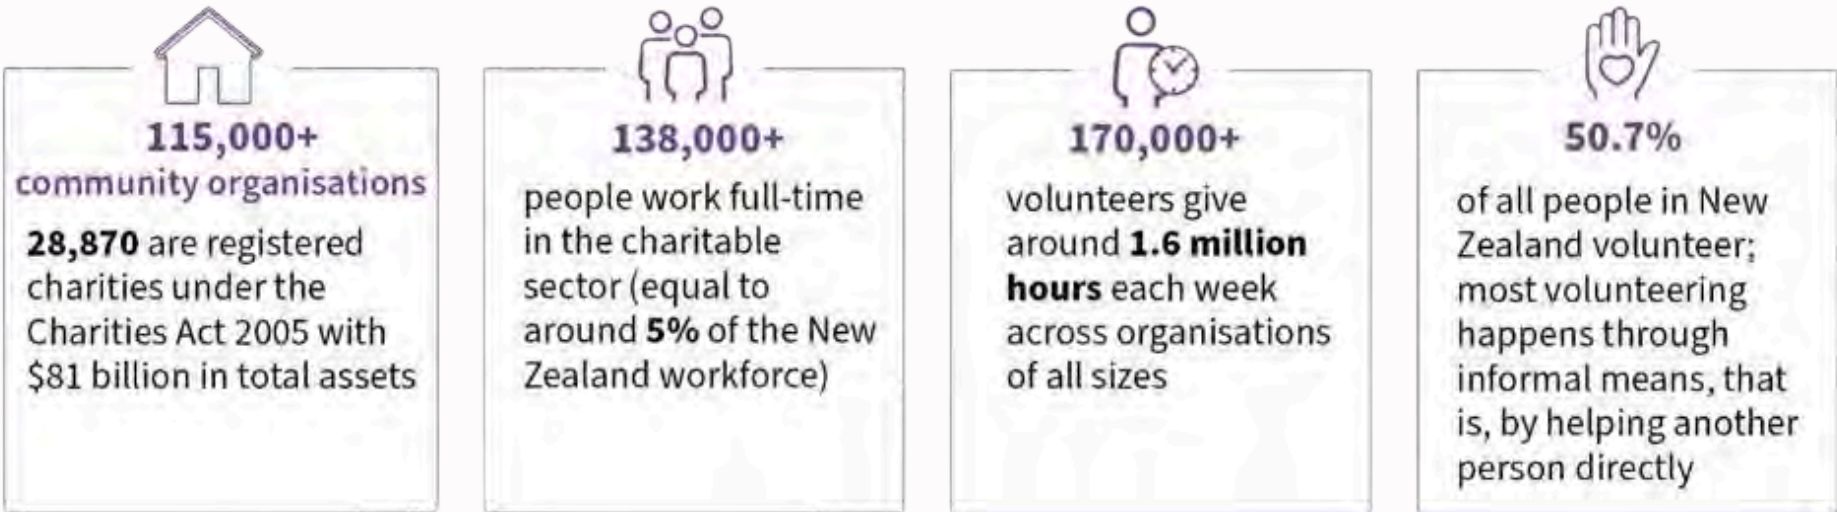 115,000+
community organisations
28,870 are registered
charities under the
Charities Act 2005 with
$81 billion in total assets
138,000+
people work full-time
in the charitable
sector (equal to
around 5% of the New
Zealand workforce)
170,000+
volunteers give
around 1.6 million
hours each week
across organisations
of all sizes
50.7%
of all people in New
Zealand volunteer;
most volunteering
happens through
informal means, that
is, by helping another
person directly